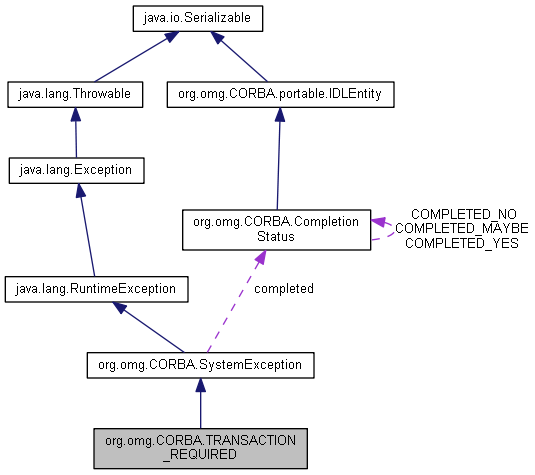 java.io.Serializable
java.lang.Throwable
org.omg.CORBA.portable.IDLEntity
java.lang.Exception
org.omg.CORBA.Completion
Status
COMPLETED_NO
COMPLETED_MAYBE
COMPLETED_YES
java.lang.RuntimeException
completed
org.omg.CORBA.SystemException
org.omg.CORBA.TRANSACTION
_REQUIRED